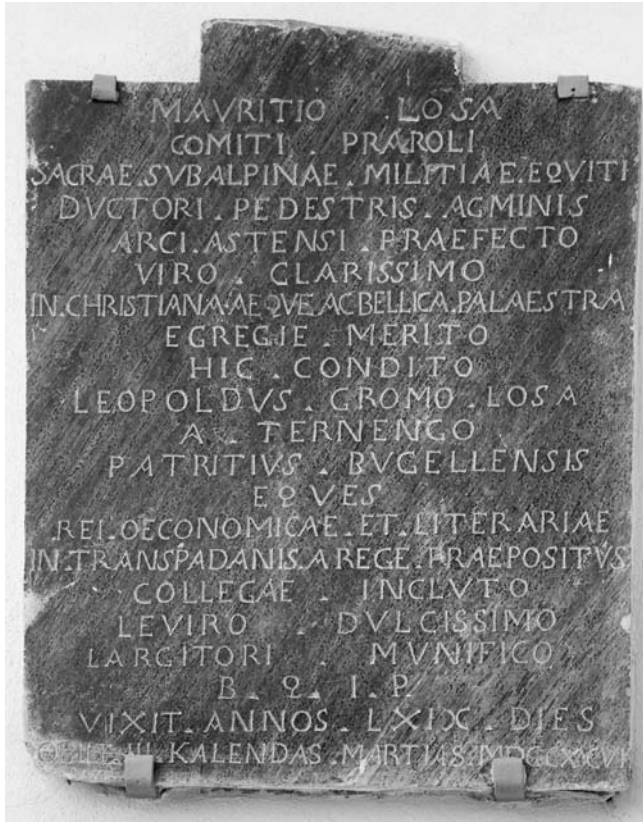 MAVRITIO LOSA
COMITI . PRAROLI
SACRAE . SVBALPINAE . MILITIAE . EQVITI
DVCTORI . PEDESTRIS . AGMINIS
ARCI . ASTENSI . PRAEFECTO
VIRO . CLARISSIMO
IN . CHRISTIANA . AEQVE AC BELLICA . PALAESTRA
EGREGIE . MERITO
HIC . CONDITO
LEOPOLDVS . GROMO . LOSA
A . TERNENGO
PATRITIVS . BVGELLENSIS
EQVES
REI . OECONOMICAE . ET . LITERARIAE
IN . TRANSPADANIS . A REGE . PRAEPOSITVS
COLLEGAE . INCLVTO
LEVIRO . DVLCISSIMO
LARGITORI . MVNIFICO
B . Q . I . P
VIXIT . ANNOS . LXIX . DIES
III . KALENDAS . MARTIAS